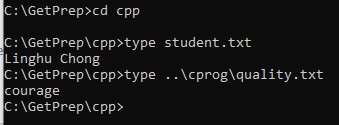 C:\GetPrep>cd cpp
C:\GetPrep\cpp>type student.txt
Linghu Chong
C:\GetPrep\cpp>type ..\cprog\quality.txt
courage
C:\GetPrep\cpp>